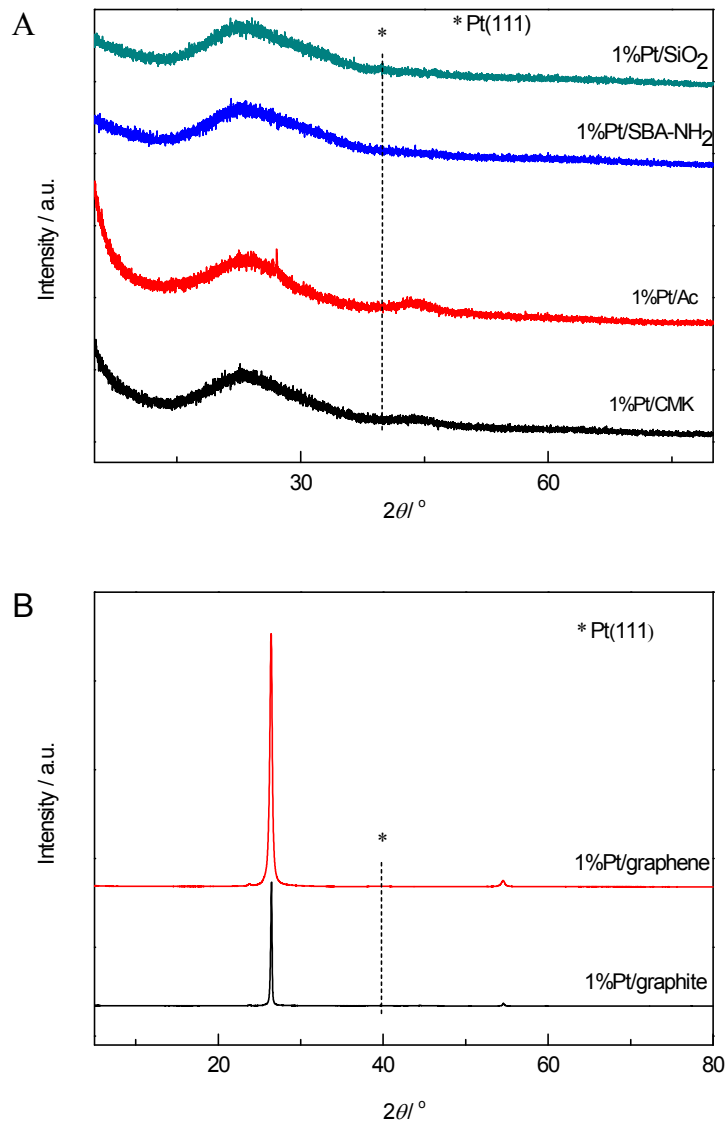 A
*
* Pt(111)
1%Pt/SiO2
1%Pt/SBA-NH2
1%Pt/Ac
1%Pt/CMK
Intensity / a.u.
30
60
2θ/ °
B
* Pt(111)
*
1%Pt/graphene
1%Pt/graphite
Intensity / a.u.
20
40
60
80
2θ/ °